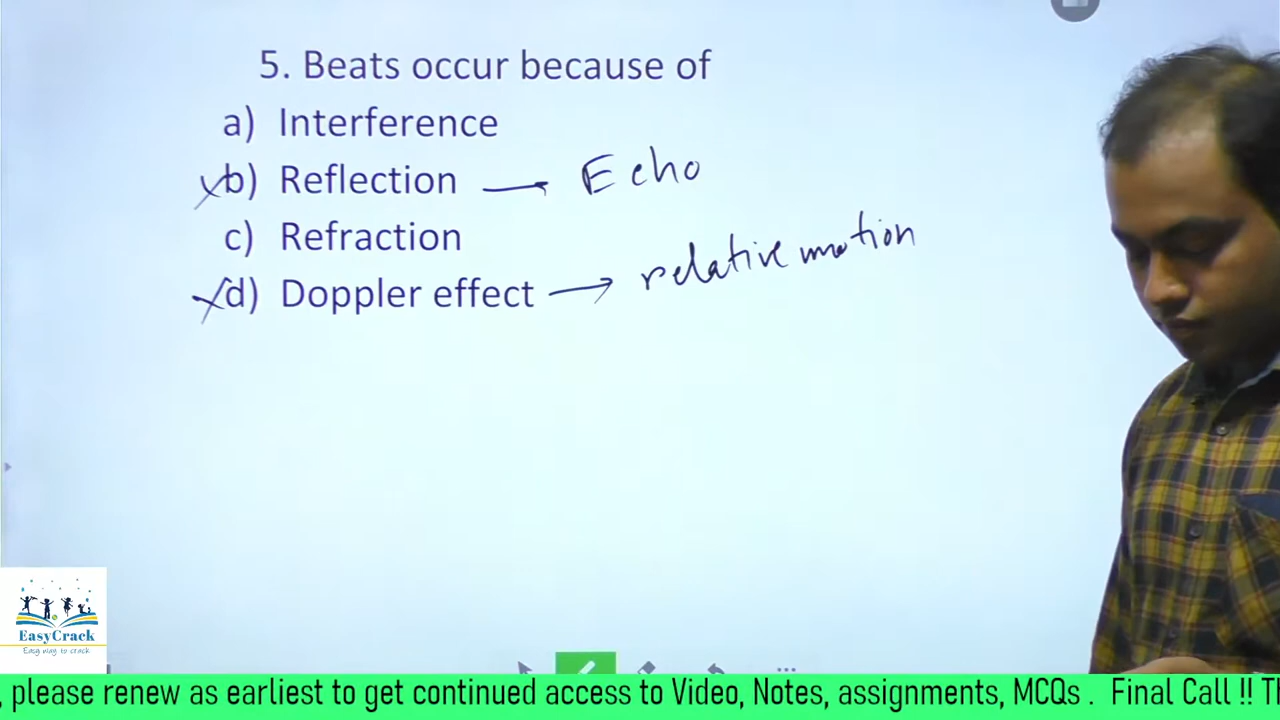 5. Beats occur because of
a) Interference
b) Reflection → Echo
c) Refraction
d) Doppler effect → relative motion
EasyCrack
Easy way to crack
, please renew as earliest to get continued access to Video, Notes, assignments, MCQs . Final Call !! Th